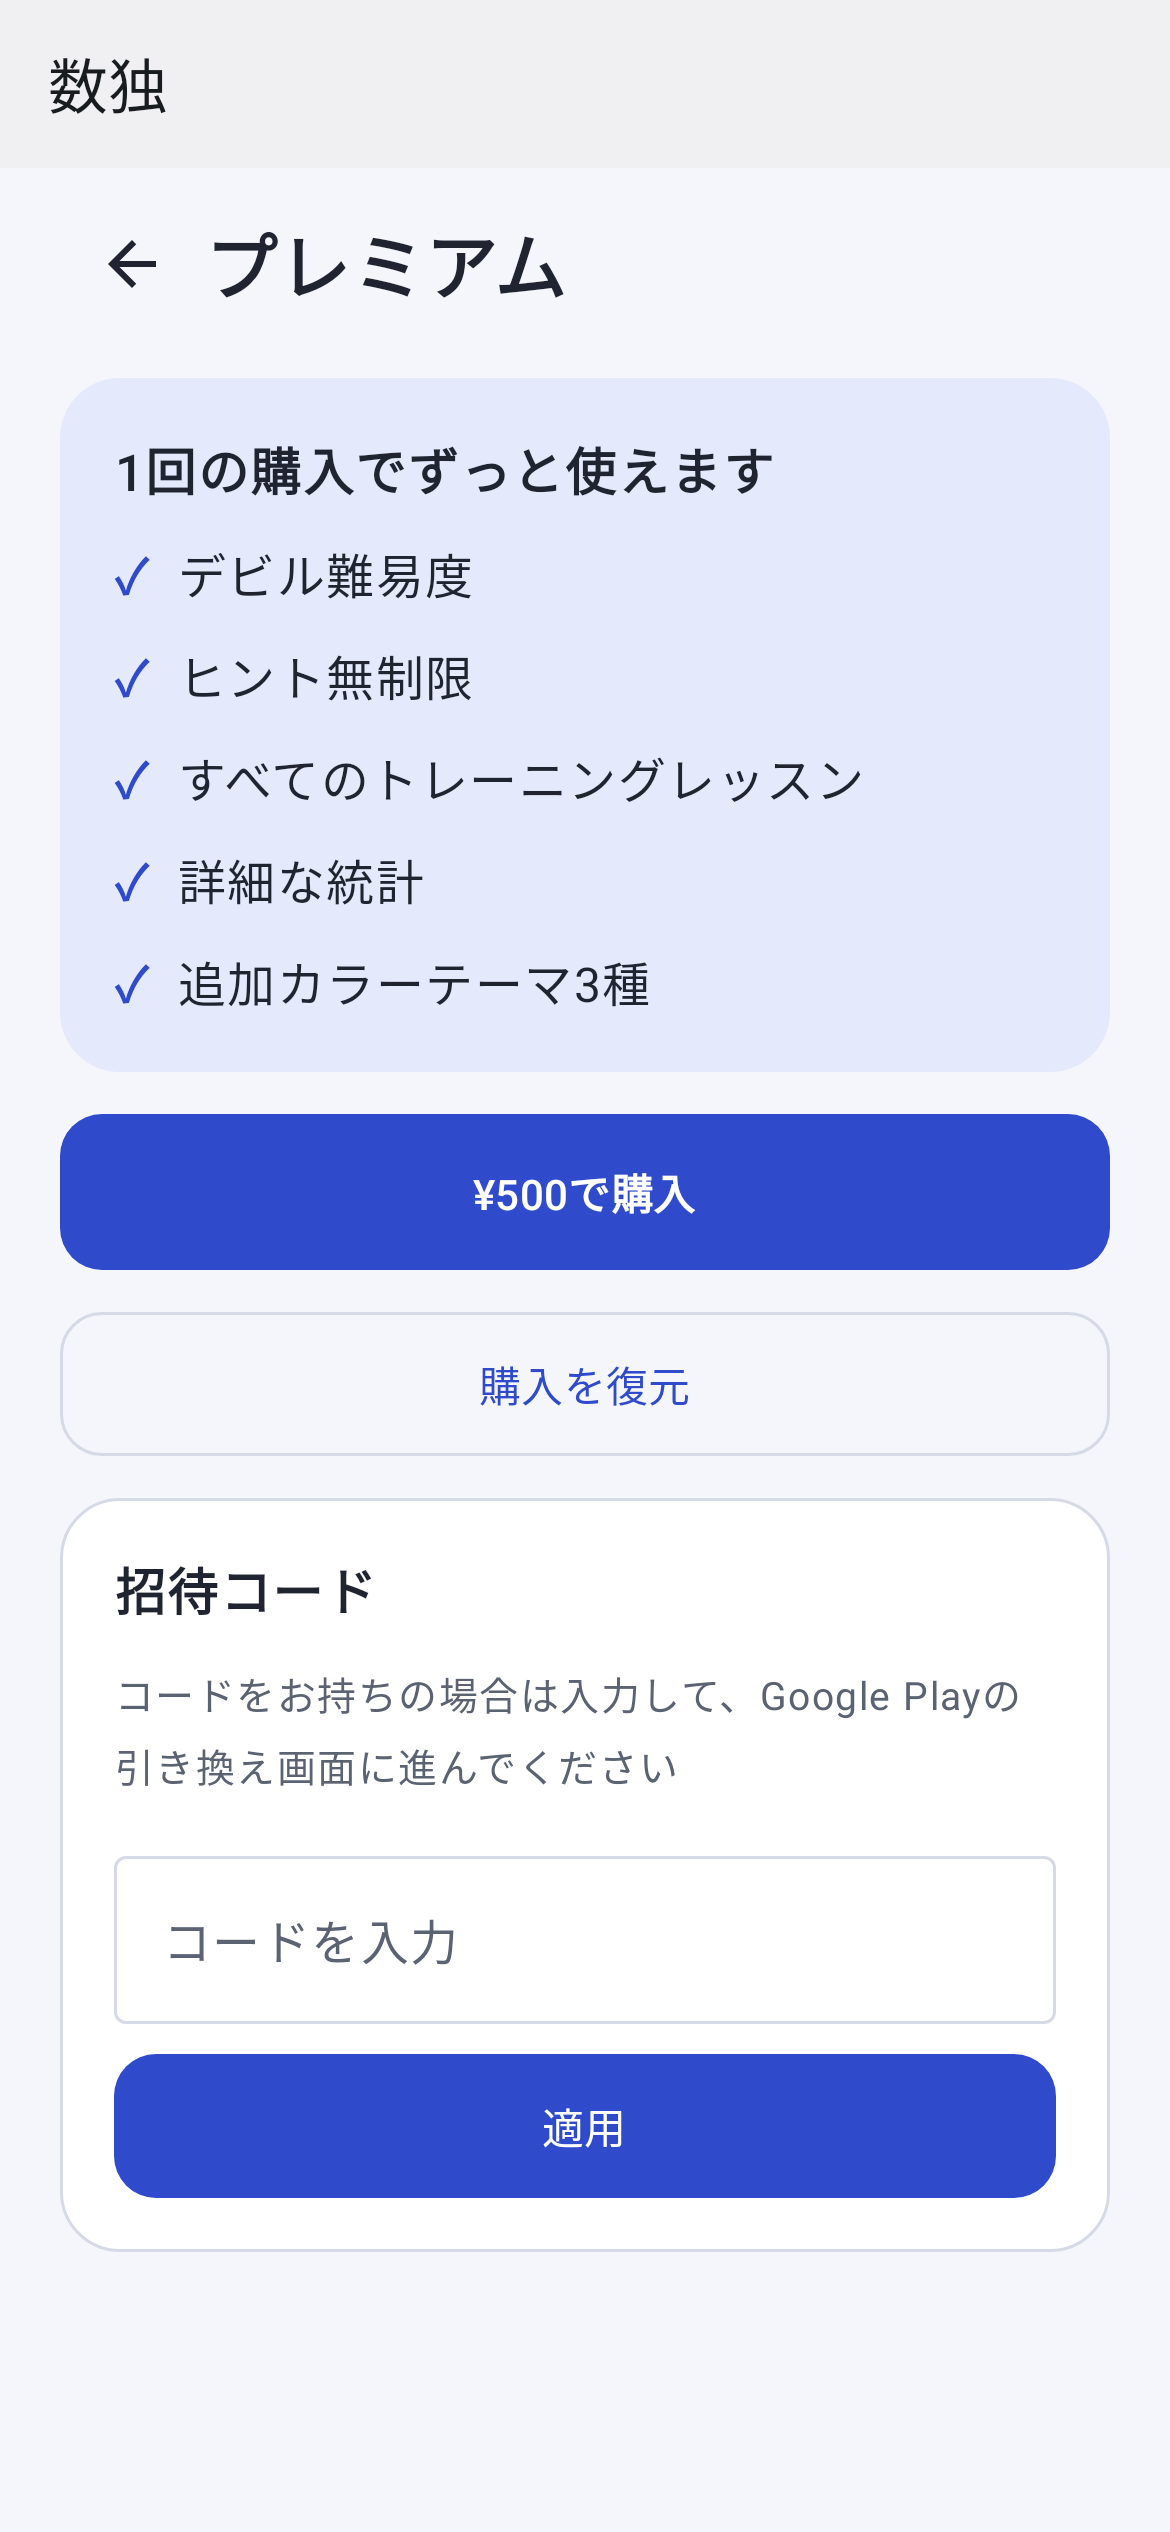 数独
プレミアム
1回の購入でずっと使えます
✓ デビル難易度
✓ ヒント無制限
✓ すべてのトレーニングレッスン
✓ 詳細な統計
✓ 追加カラーテーマ3種
¥500で購入
購入を復元
招待コード
コードをお持ちの場合は入力して、Google Playの
引き換え画面に進んでください
コードを入力
適用